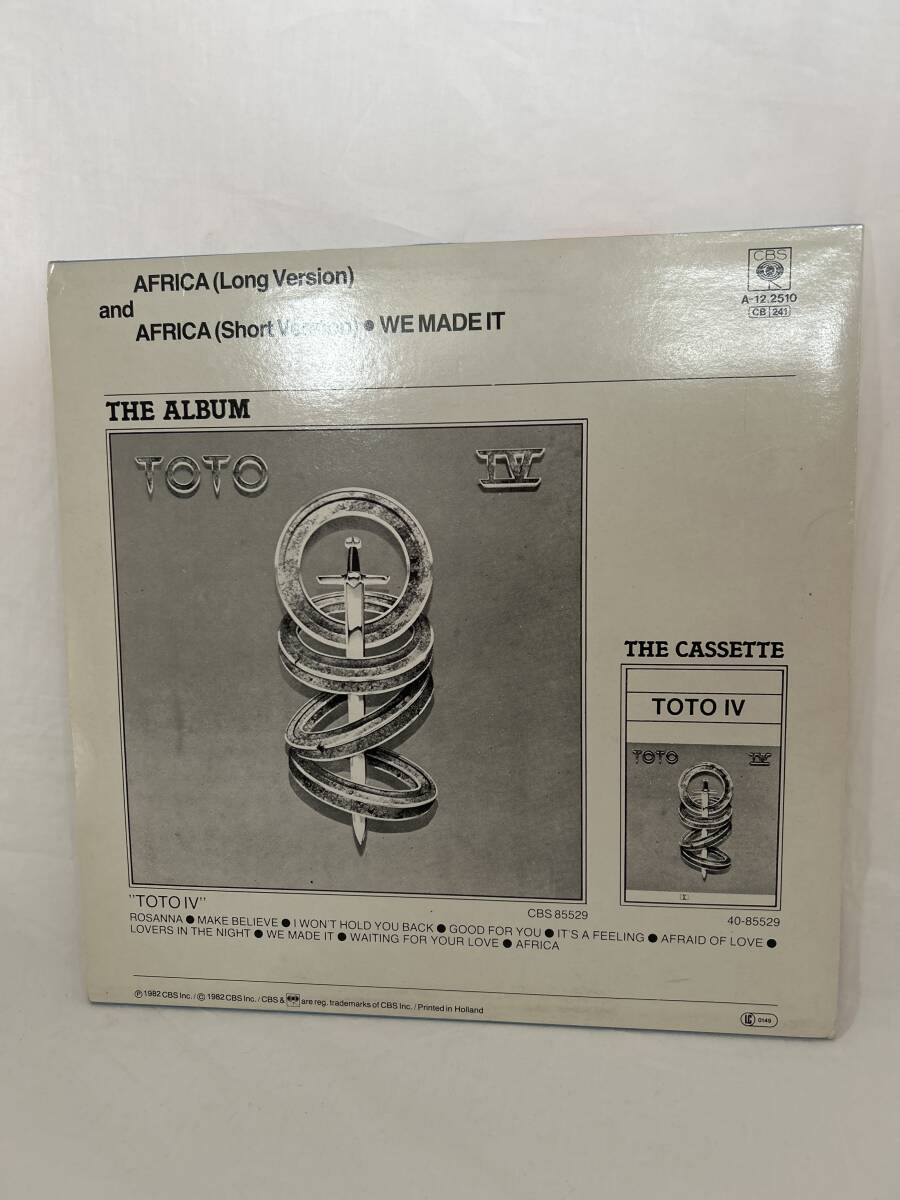 AFRICA (Long Version)
and
AFRICA (Short Version) ● WE MADE IT
CBS
A-12.2510
CB 241
THE ALBUM
TOTO IV
THE CASSETTE
TOTO IV
TOTO IV
"TOTO IV"
CBS 85529
40-85529
ROSANNA ● MAKE BELIEVE ● I WON'T HOLD YOU BACK ● GOOD FOR YOU ● IT'S A FEELING ● AFRAID OF LOVE ●
LOVERS IN THE NIGHT ● WE MADE IT ● WAITING FOR YOUR LOVE ● AFRICA
℗ 1982 CBS Inc. / © 1982 CBS Inc. / CBS & are reg. trademarks of CBS Inc. / Printed in Holland
LC 0149